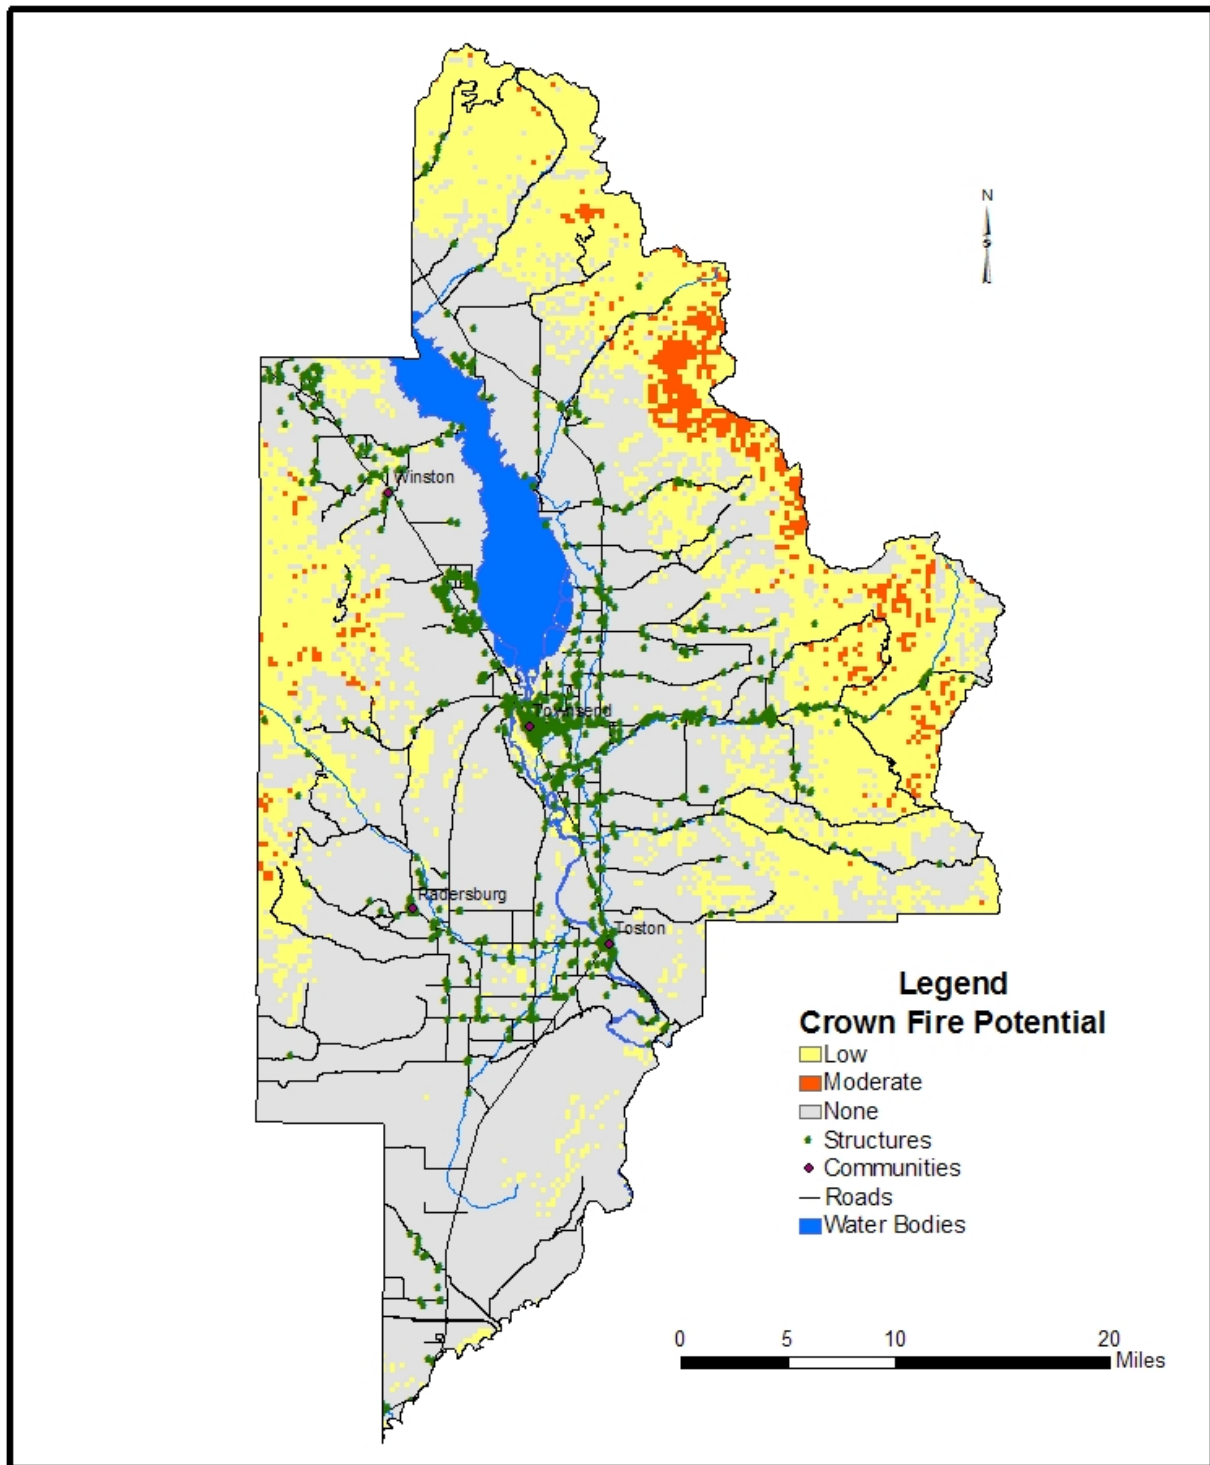 N
S
Winston
Townsend
Radersburg
Toston
Legend
Crown Fire Potential
Low
Moderate
None
Structures
Communities
Roads
Water Bodies
0 5 10 20
Miles